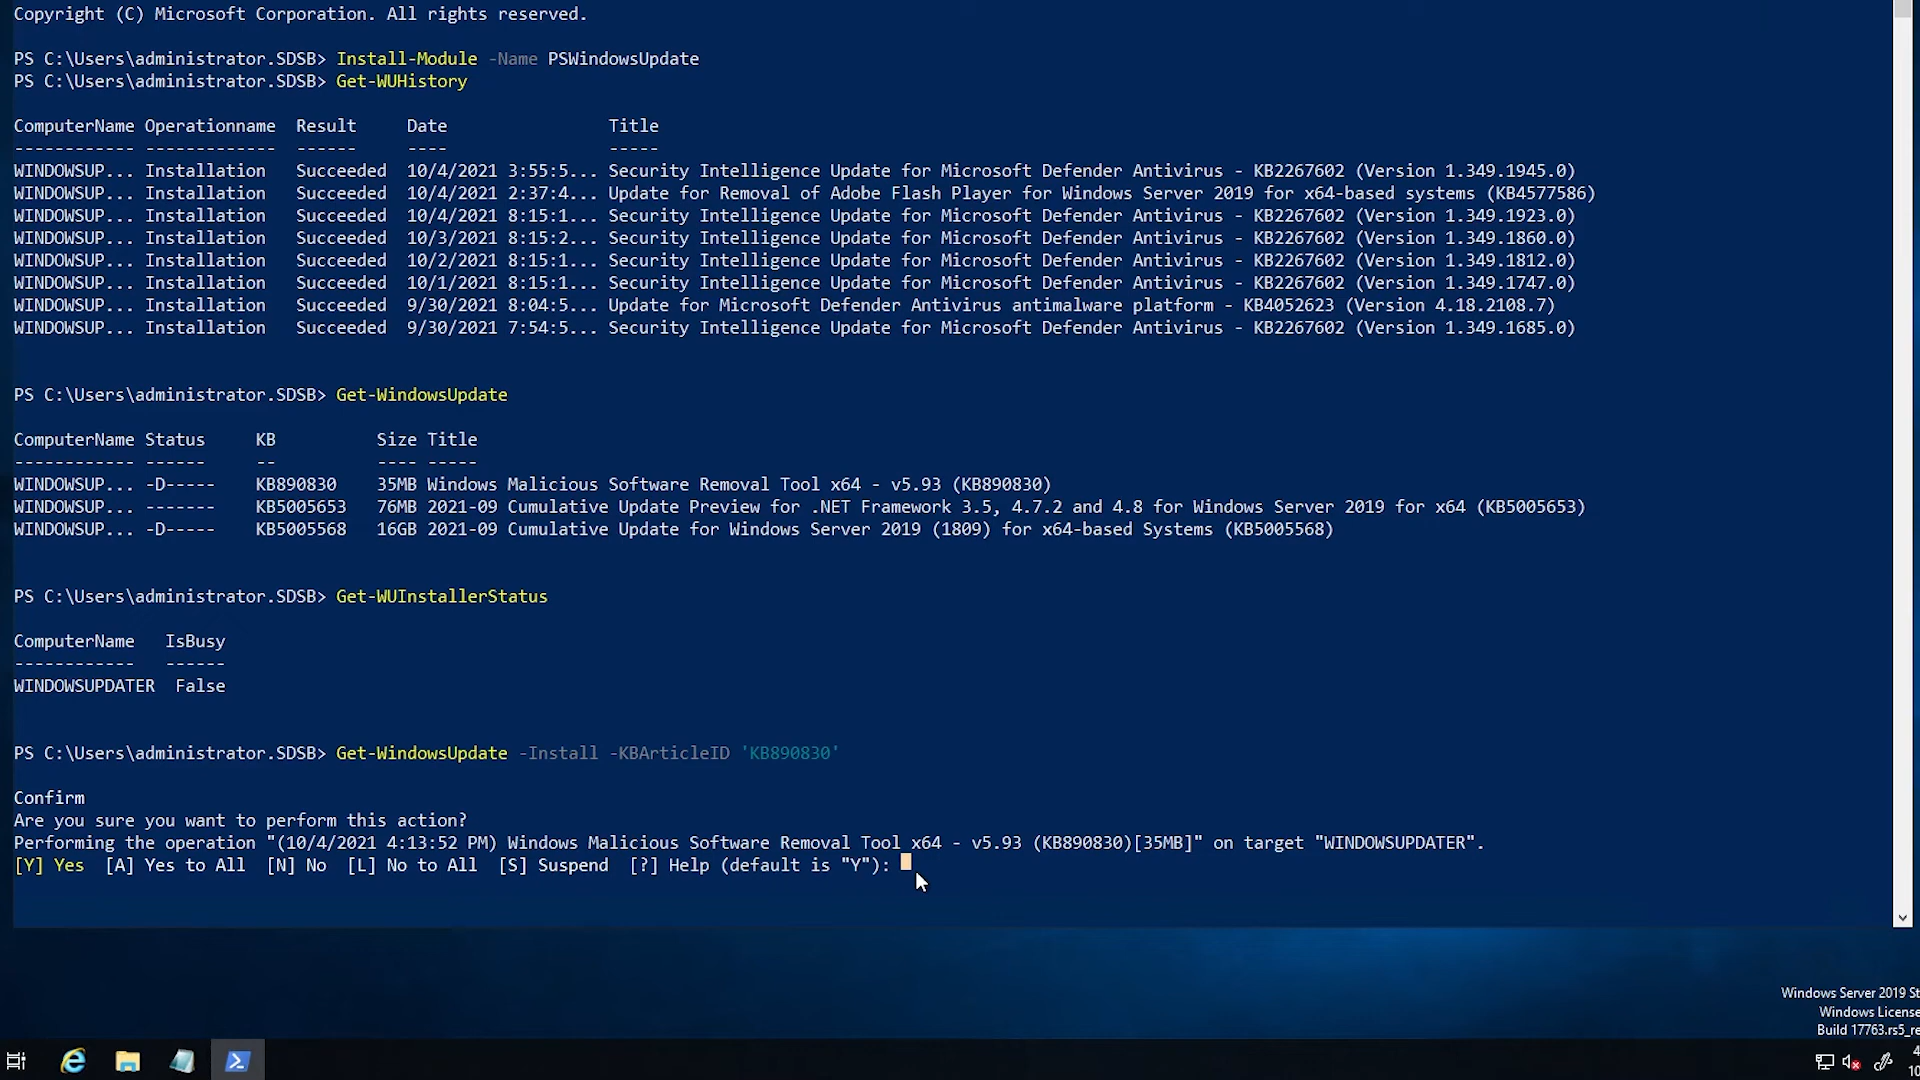 Copyright (C) Microsoft Corporation. All rights reserved.
PS C:\Users\administrator.SDSB> Install-Module -Name PSWindowsUpdate
PS C:\Users\administrator.SDSB> Get-WUHistory
ComputerName Operationname  Result     Date                Title
------------ -------------  ------     ----                -----
WINDOWSUP... Installation   Succeeded  10/4/2021 3:55:5... Security Intelligence Update for Microsoft Defender Antivirus - KB2267602 (Version 1.349.1945.0)
WINDOWSUP... Installation   Succeeded  10/4/2021 2:37:4... Update for Removal of Adobe Flash Player for Windows Server 2019 for x64-based systems (KB4577586)
WINDOWSUP... Installation   Succeeded  10/4/2021 8:15:1... Security Intelligence Update for Microsoft Defender Antivirus - KB2267602 (Version 1.349.1923.0)
WINDOWSUP... Installation   Succeeded  10/3/2021 8:15:2... Security Intelligence Update for Microsoft Defender Antivirus - KB2267602 (Version 1.349.1860.0)
WINDOWSUP... Installation   Succeeded  10/2/2021 8:15:1... Security Intelligence Update for Microsoft Defender Antivirus - KB2267602 (Version 1.349.1812.0)
WINDOWSUP... Installation   Succeeded  10/1/2021 8:15:1... Security Intelligence Update for Microsoft Defender Antivirus - KB2267602 (Version 1.349.1747.0)
WINDOWSUP... Installation   Succeeded  9/30/2021 8:04:5... Update for Microsoft Defender Antivirus antimalware platform - KB4052623 (Version 4.18.2108.7)
WINDOWSUP... Installation   Succeeded  9/30/2021 7:54:5... Security Intelligence Update for Microsoft Defender Antivirus - KB2267602 (Version 1.349.1685.0)
PS C:\Users\administrator.SDSB> Get-WindowsUpdate
ComputerName Status     KB          Size Title
------------ ------     --          ---- -----
WINDOWSUP... -D-----    KB890830    35MB Windows Malicious Software Removal Tool x64 - v5.93 (KB890830)
WINDOWSUP... -------    KB5005653   76MB 2021-09 Cumulative Update Preview for .NET Framework 3.5, 4.7.2 and 4.8 for Windows Server 2019 for x64 (KB5005653)
WINDOWSUP... -D-----    KB5005568   16GB 2021-09 Cumulative Update for Windows Server 2019 (1809) for x64-based Systems (KB5005568)
PS C:\Users\administrator.SDSB> Get-WUInstallerStatus
ComputerName   IsBusy
------------   ------
WINDOWSUPDATER  False
PS C:\Users\administrator.SDSB> Get-WindowsUpdate -Install -KBArticleID 'KB890830'
Confirm
Are you sure you want to perform this action?
Performing the operation "(10/4/2021 4:13:52 PM) Windows Malicious Software Removal Tool x64 - v5.93 (KB890830)[35MB]" on target "WINDOWSUPDATER".
[Y] Yes  [A] Yes to All  [N] No  [L] No to All  [S] Suspend  [?] Help (default is "Y"):
Windows Server 2019 St
Windows License
Build 17763.rs5_re
4
10